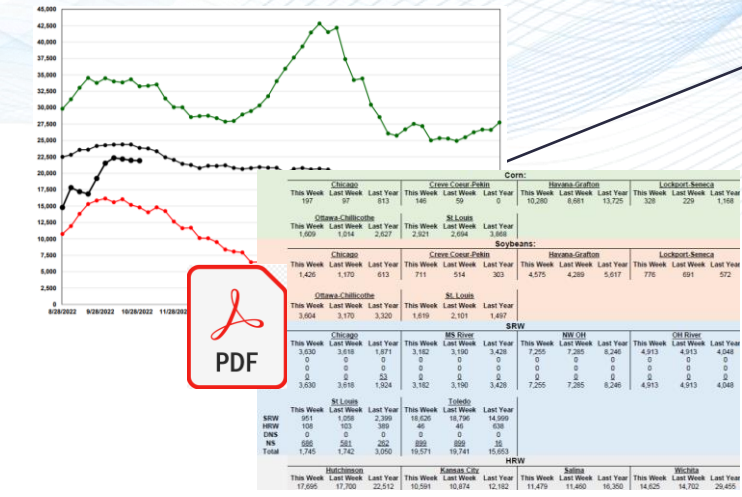 45,000
42,500
40,000
37,500
35,000
32,500
30,000
27,500
25,000
22,500
20,000
17,500
15,000
12,500
10,000
7,500
5,000
2,500
0
8/28/2022 9/28/2022 10/28/2022 11/28/202
PDF
Corn:
Chicago Creve Coeur-Pekin Havana-Grafton Lockport-Seneca
This Week Last Week Last Year This Week Last Week Last Year This Week Last Week Last Year This Week Last Week Last Year
197 97 813 146 59 0 10,280 8,681 13,725 328 229 1,168
Ottawa-Chillicothe St Louis
This Week Last Week Last Year This Week Last Week Last Year
1,609 1,014 2,627 2,921 2,694 3,868
Soybeans:
Chicago Creve Coeur-Pekin Havana-Grafton Lockport-Seneca
This Week Last Week Last Year This Week Last Week Last Year This Week Last Week Last Year This Week Last Week Last Year
1,426 1,170 613 711 514 303 4,575 4,289 5,617 776 691 572
Ottawa-Chillicothe St. Louis
This Week Last Week Last Year This Week Last Week Last Year
3,604 3,170 3,320 1,619 2,101 1,497
SRW
Chicago MS River NW OH OH River
This Week Last Week Last Year This Week Last Week Last Year This Week Last Week Last Year This Week Last Week Last Year
3,630 3,618 1,871 3,182 3,190 3,428 7,255 7,285 8,246 4,913 4,913 4,048
0 0 0 0 0 0 0 0 0 0 0 0
0 0 0 0 0 0 0 0 0 0 0 0
0 0 53 0 0 0 0 0 0 0 0 0
3,630 3,618 1,924 3,182 3,190 3,428 7,255 7,285 8,246 4,913 4,913 4,048
St Louis Toledo
This Week Last Week Last Year This Week Last Week Last Year
SRW 951 1,058 2,399 18,626 18,796 14,999
HRW 108 103 389 46 46 638
DNS 0 0 0 0 0 0
NS 686 581 262 899 899 16
Total 1,745 1,742 3,050 19,571 19,741 15,653
HRW
Hutchinson Kansas City Salina Wichita
This Week Last Week Last Year This Week Last Week Last Year This Week Last Week Last Year This Week Last Week Last Year
17,695 17,700 22,512 10,591 10,874 12,182 11,479 11,460 16,350 14,625 14,702 29,455